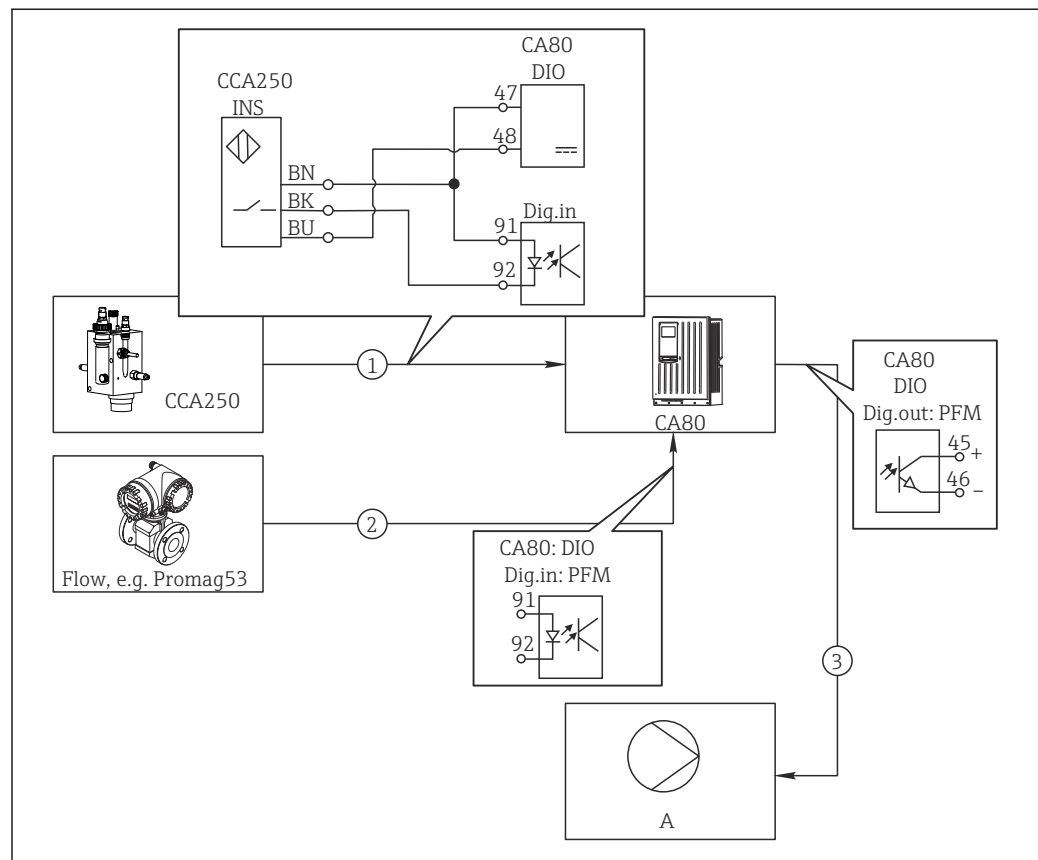 CA80
DIO
CCA250
INS
47
48
BN
BK
BU
Dig.in
91
92
CCA250
1
CA80
CA80
DIO
Dig.out: PFM
45
+
46
−
Flow, e.g. Promag53
2
CA80: DIO
Dig.in: PFM
91
92
3
A